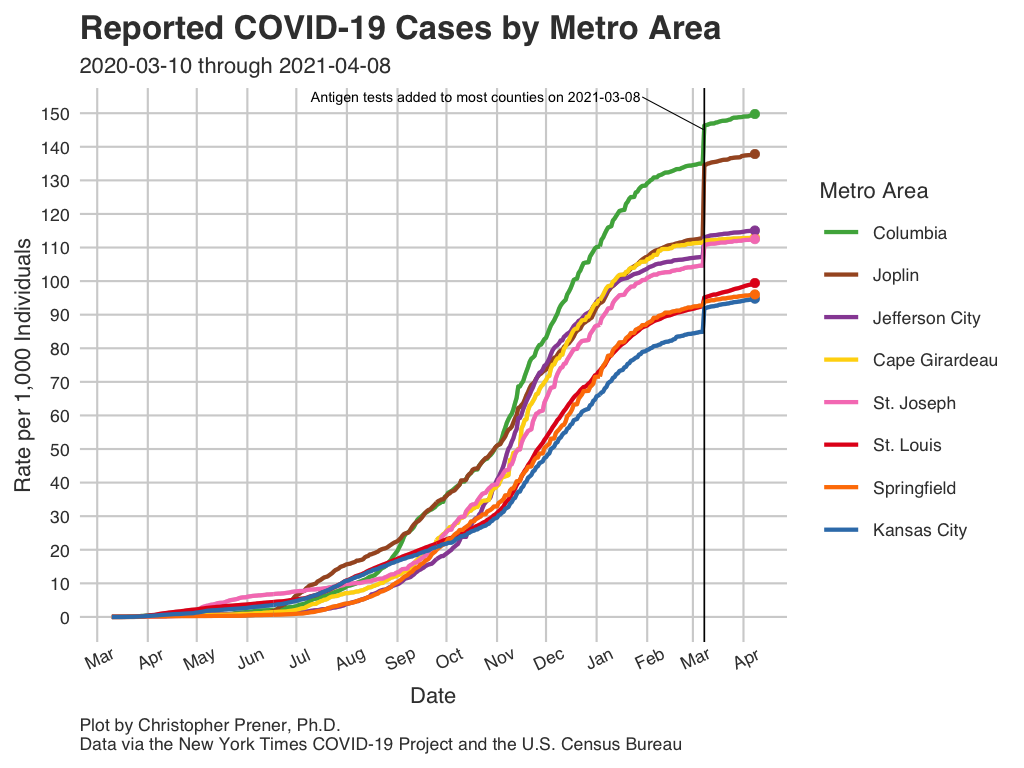 Reported COVID-19 Cases by Metro Area
2020-03-10 through 2021-04-08
Antigen tests added to most counties on 2021-03-08
Rate per 1,000 Individuals
150
140
130
120
110
100
90
80
70
60
50
40
30
20
10
0
Mar Apr May Jun Jul Aug Sep Oct Nov Dec Jan Feb Mar Apr
Date
Metro Area
Columbia
Joplin
Jefferson City
Cape Girardeau
St. Joseph
St. Louis
Springfield
Kansas City
Plot by Christopher Prener, Ph.D.
Data via the New York Times COVID-19 Project and the U.S. Census Bureau